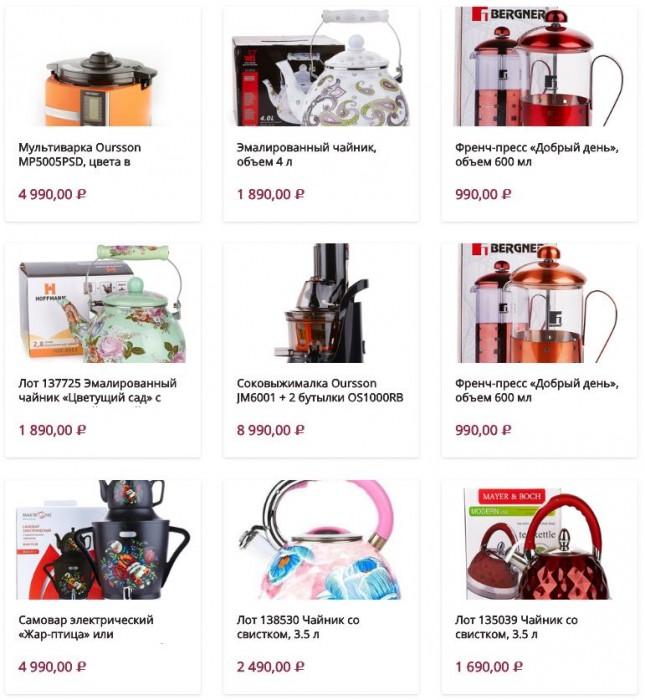 BERGNER
4.0L
Мультиварка Oursson
MP5005PSD, цвета в
4 990,00 ₽
Эмалированный чайник,
объем 4 л
1 890,00 ₽
Френч-пресс «Добрый день»,
объем 600 мл
990,00 ₽
HOFFMANN
2,8
BERGNER
Лот 137725 Эмалированный
чайник «Цветущий сад» с
1 890,00 ₽
Соковыжималка Oursson
JM6001 + 2 бутылки OS1000RB
8 990,00 ₽
Френч-пресс «Добрый день»,
объем 600 мл
990,00 ₽
САМОВАР
ЭЛЕКТРИЧЕСКИЙ
MAYER & BOCH
MODERN
Самовар электрический
«Жар-птица» или
4 990,00 ₽
Лот 138530 Чайник со
свистком, 3.5 л
2 490,00 ₽
Лот 135039 Чайник со
свистком, 3.5 л
1 690,00 ₽